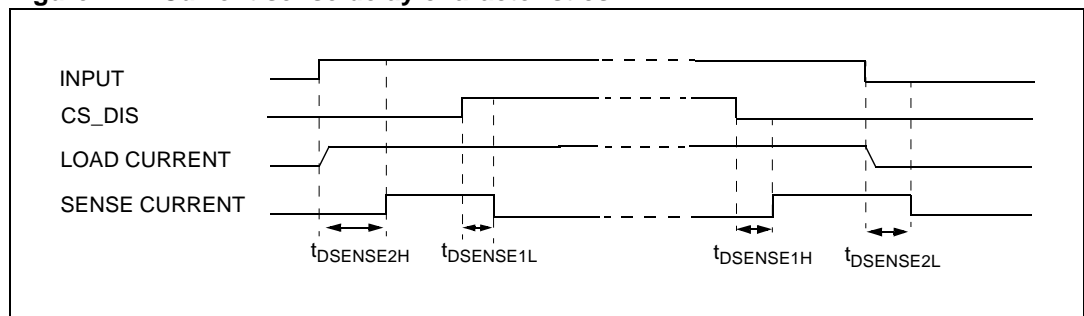 INPUT
CS_DIS
LOAD CURRENT
SENSE CURRENT
tDSENSE2H tDSENSE1L tDSENSE1H tDSENSE2L